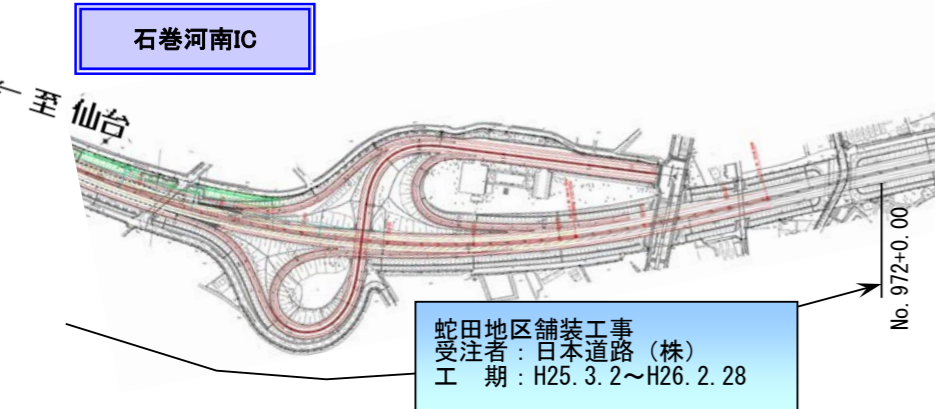 石巻河南IC
← 至 仙台
蛇田地区舗装工事
受注者：日本道路（株）
工　期：H25.3.2～H26.2.28
No. 972+0.00